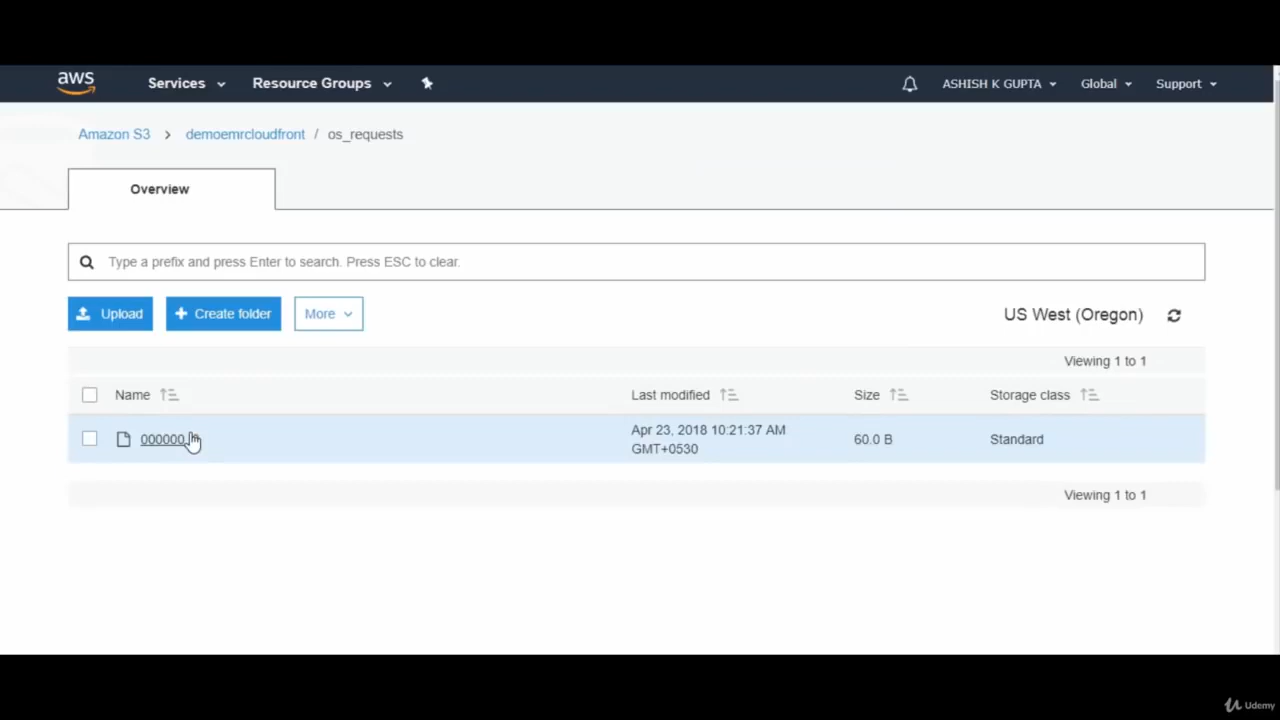 aws Services Resource Groups ASHISH K GUPTA Global Support
Amazon S3 > demoemrcloudfront / os_requests
Overview
Type a prefix and press Enter to search. Press ESC to clear.
Upload + Create folder More US West (Oregon)
Viewing 1 to 1
Name Last modified Size Storage class
Apr 23, 2018 10:21:37 AM
GMT+0530
60.0 B Standard
Viewing 1 to 1
Udemy